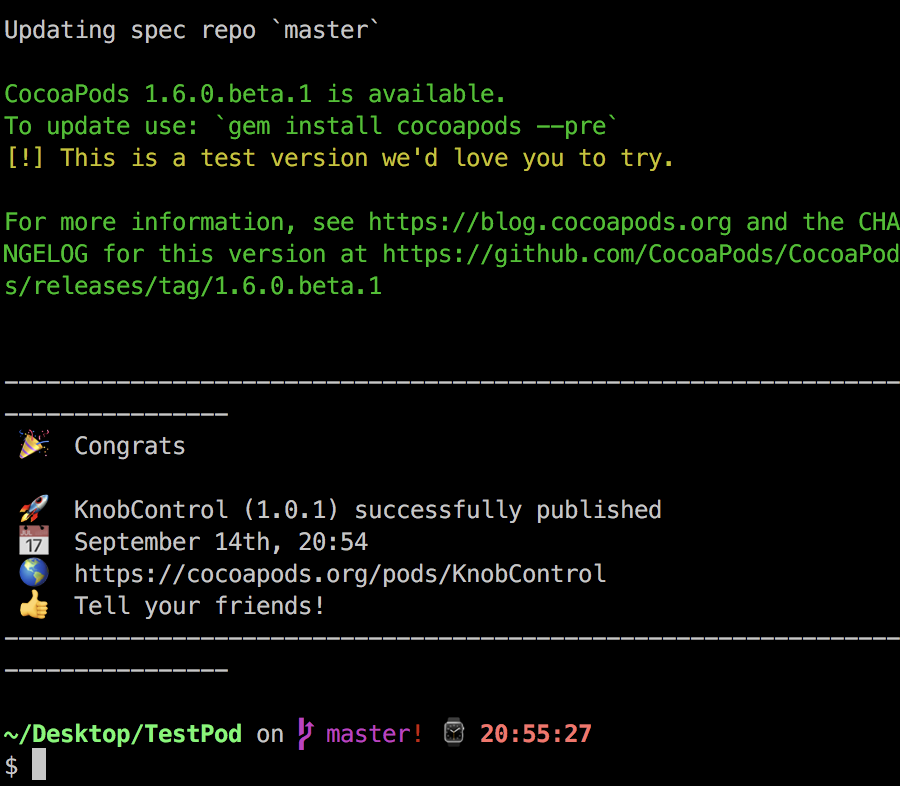 Updating spec repo `master`
CocoaPods 1.6.0.beta.1 is available.
To update use: `gem install cocoapods --pre`
[!] This is a test version we'd love you to try.
For more information, see https://blog.cocoapods.org and the CHA
NGELOG for this version at https://github.com/CocoaPods/CocoaPod
s/releases/tag/1.6.0.beta.1
----------------------------------------------------------------
----------------
🎉 Congrats
🚀 KnobControl (1.0.1) successfully published
📅 September 14th, 20:54
🌎 https://cocoapods.org/pods/KnobControl
👍 Tell your friends!
----------------------------------------------------------------
----------------
~/Desktop/TestPod on master! ⌚ 20:55:27
$